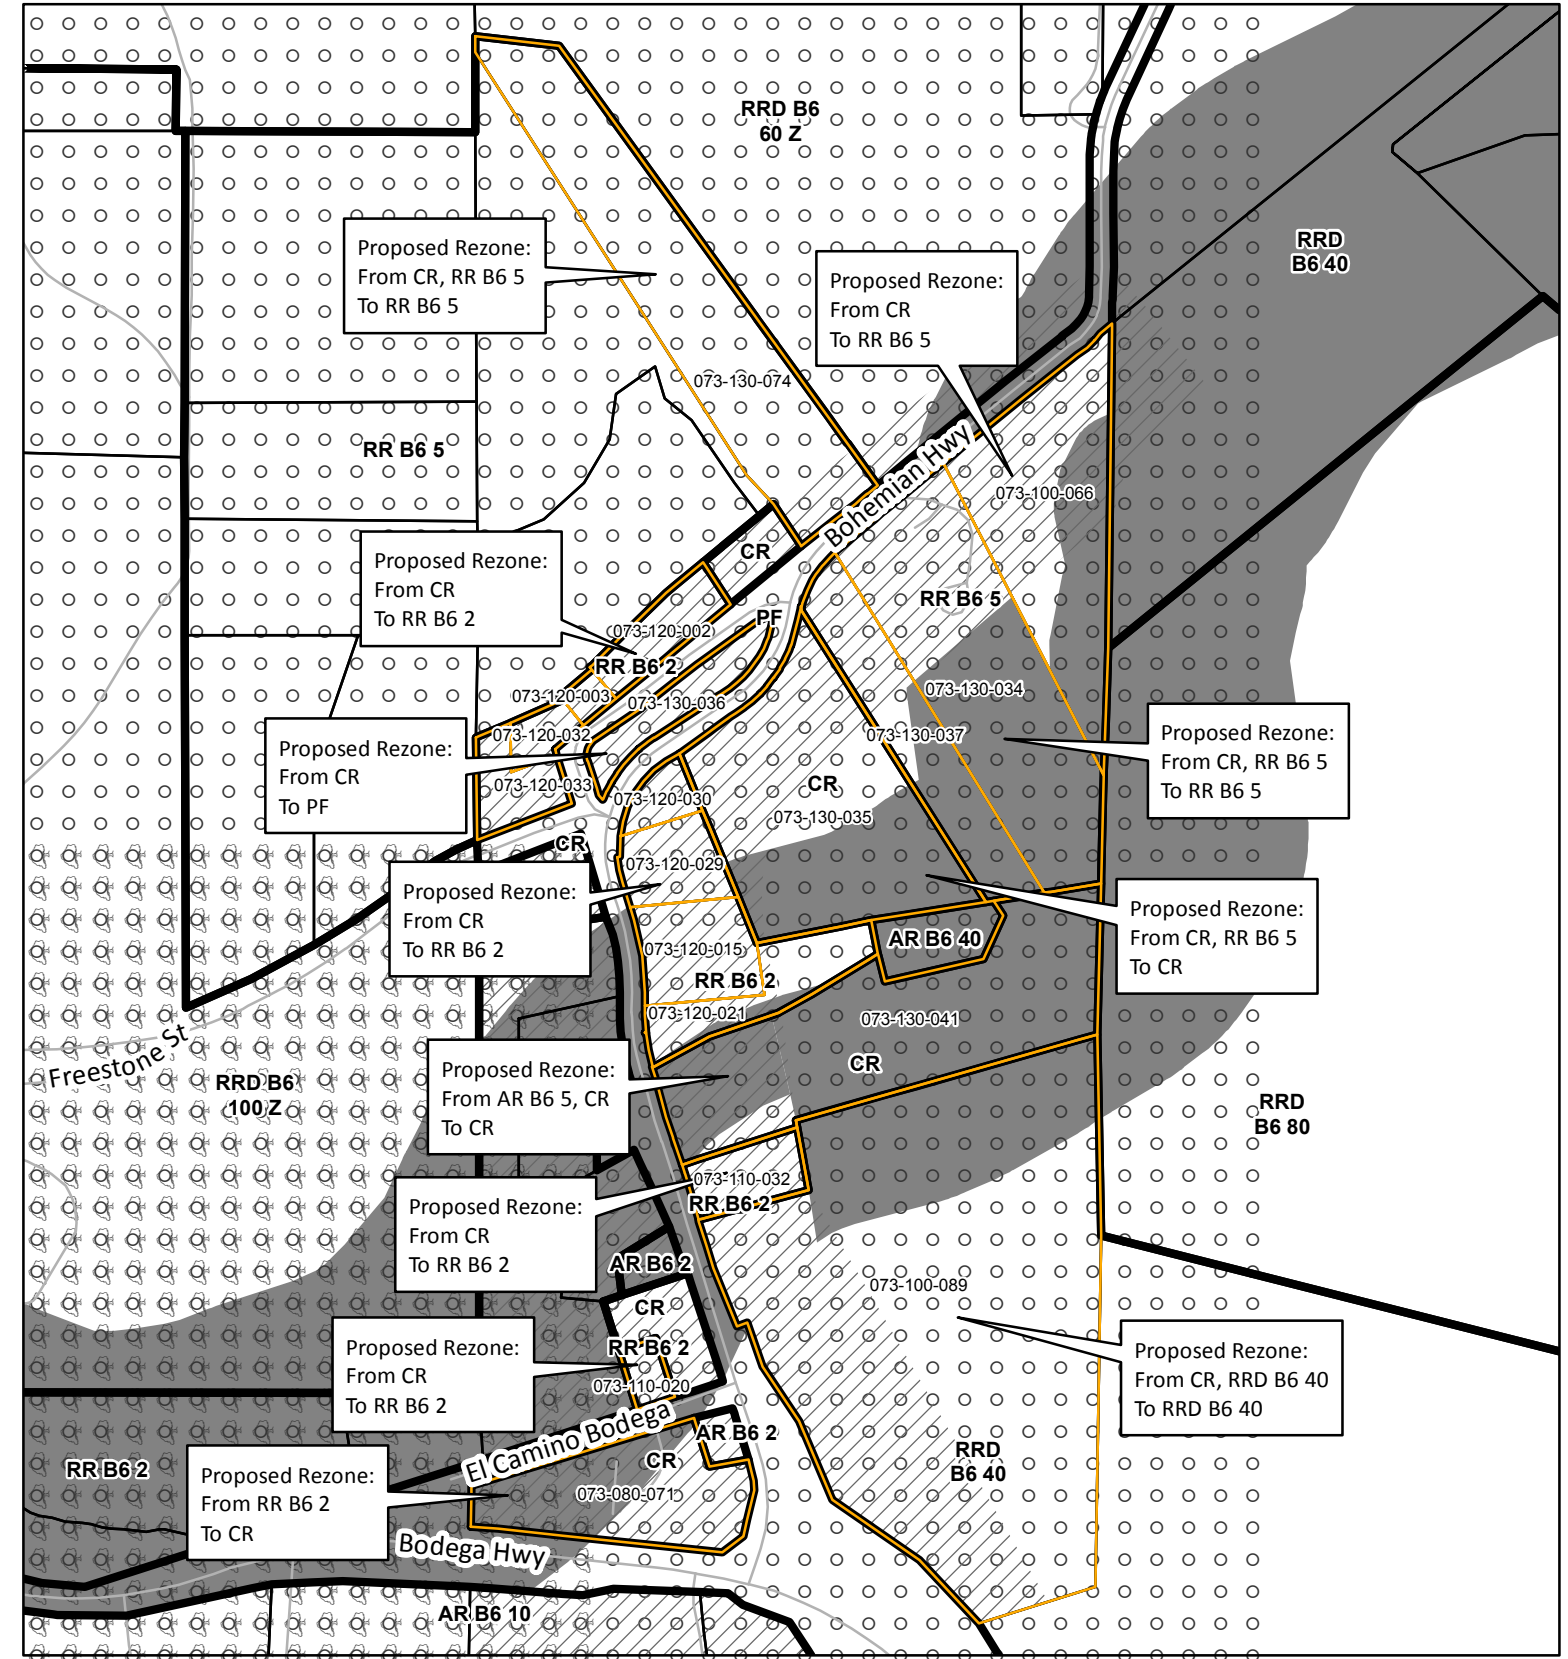 RRD B6
60 Z
RRD
B6 40
Proposed Rezone:
From CR, RR B6 5
To RR B6 5
Proposed Rezone:
From CR
To RR B6 5
073-130-074
Bohemian Hwy
RR B6 5
073-100-066
CR
Proposed Rezone:
From CR
To RR B6 2
RR B6 5
PF
073-120-002
RR B6 2
073-120-003
073-130-036
073-130-034
073-120-032
073-130-037
Proposed Rezone:
From CR
To PF
Proposed Rezone:
From CR, RR B6 5
To RR B6 5
073-120-033
073-120-030
CR
073-130-035
CR
073-120-029
Proposed Rezone:
From CR
To RR B6 2
Proposed Rezone:
From CR, RR B6 5
To CR
AR B6 40
073-120-015
RR B6 2
073-120-021
073-130-041
Freestone St
CR
Proposed Rezone:
From AR B6 5, CR
To CR
RRD B6
100 Z
RRD
B6 80
073-110-032
RR B6 2
Proposed Rezone:
From CR
To RR B6 2
AR B6 2
073-100-089
CR
RR B6 2
Proposed Rezone:
From CR
To RR B6 2
073-110-020
Proposed Rezone:
From CR, RRD B6 40
To RRD B6 40
El Camino Bodega
AR B6 2
CR
RRD
B6 40
RR B6 2
Proposed Rezone:
From RR B6 2
To CR
073-080-071
Bodega Hwy
AR B6 10